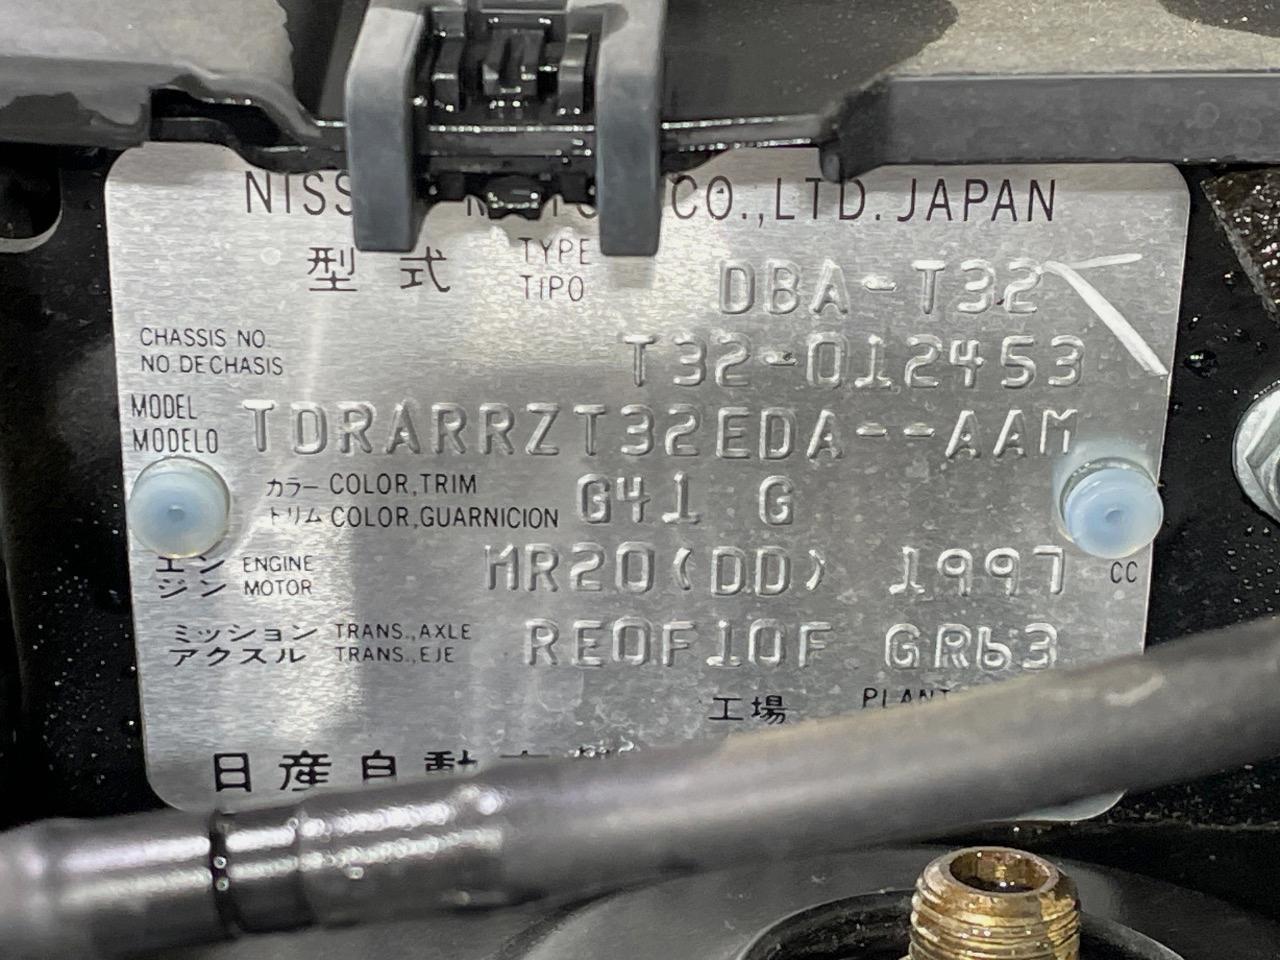 NISS CO.,LTD. JAPAN
型式 TYPE TIPO DBA-T32
CHASSIS NO. NO.DECHASIS T32-012453
MODEL MODELO TDRARRZT32EDA--AAM
カラー COLOR,TRIM G41 G
トリム COLOR,GUARNICION
エンジン ENGINE MOTOR MR20(DD) 1997 CC
ミッション TRANS.,AXLE RE0F10F GR63
アクスル TRANS.,EJE
工場 PLANT
日産自動